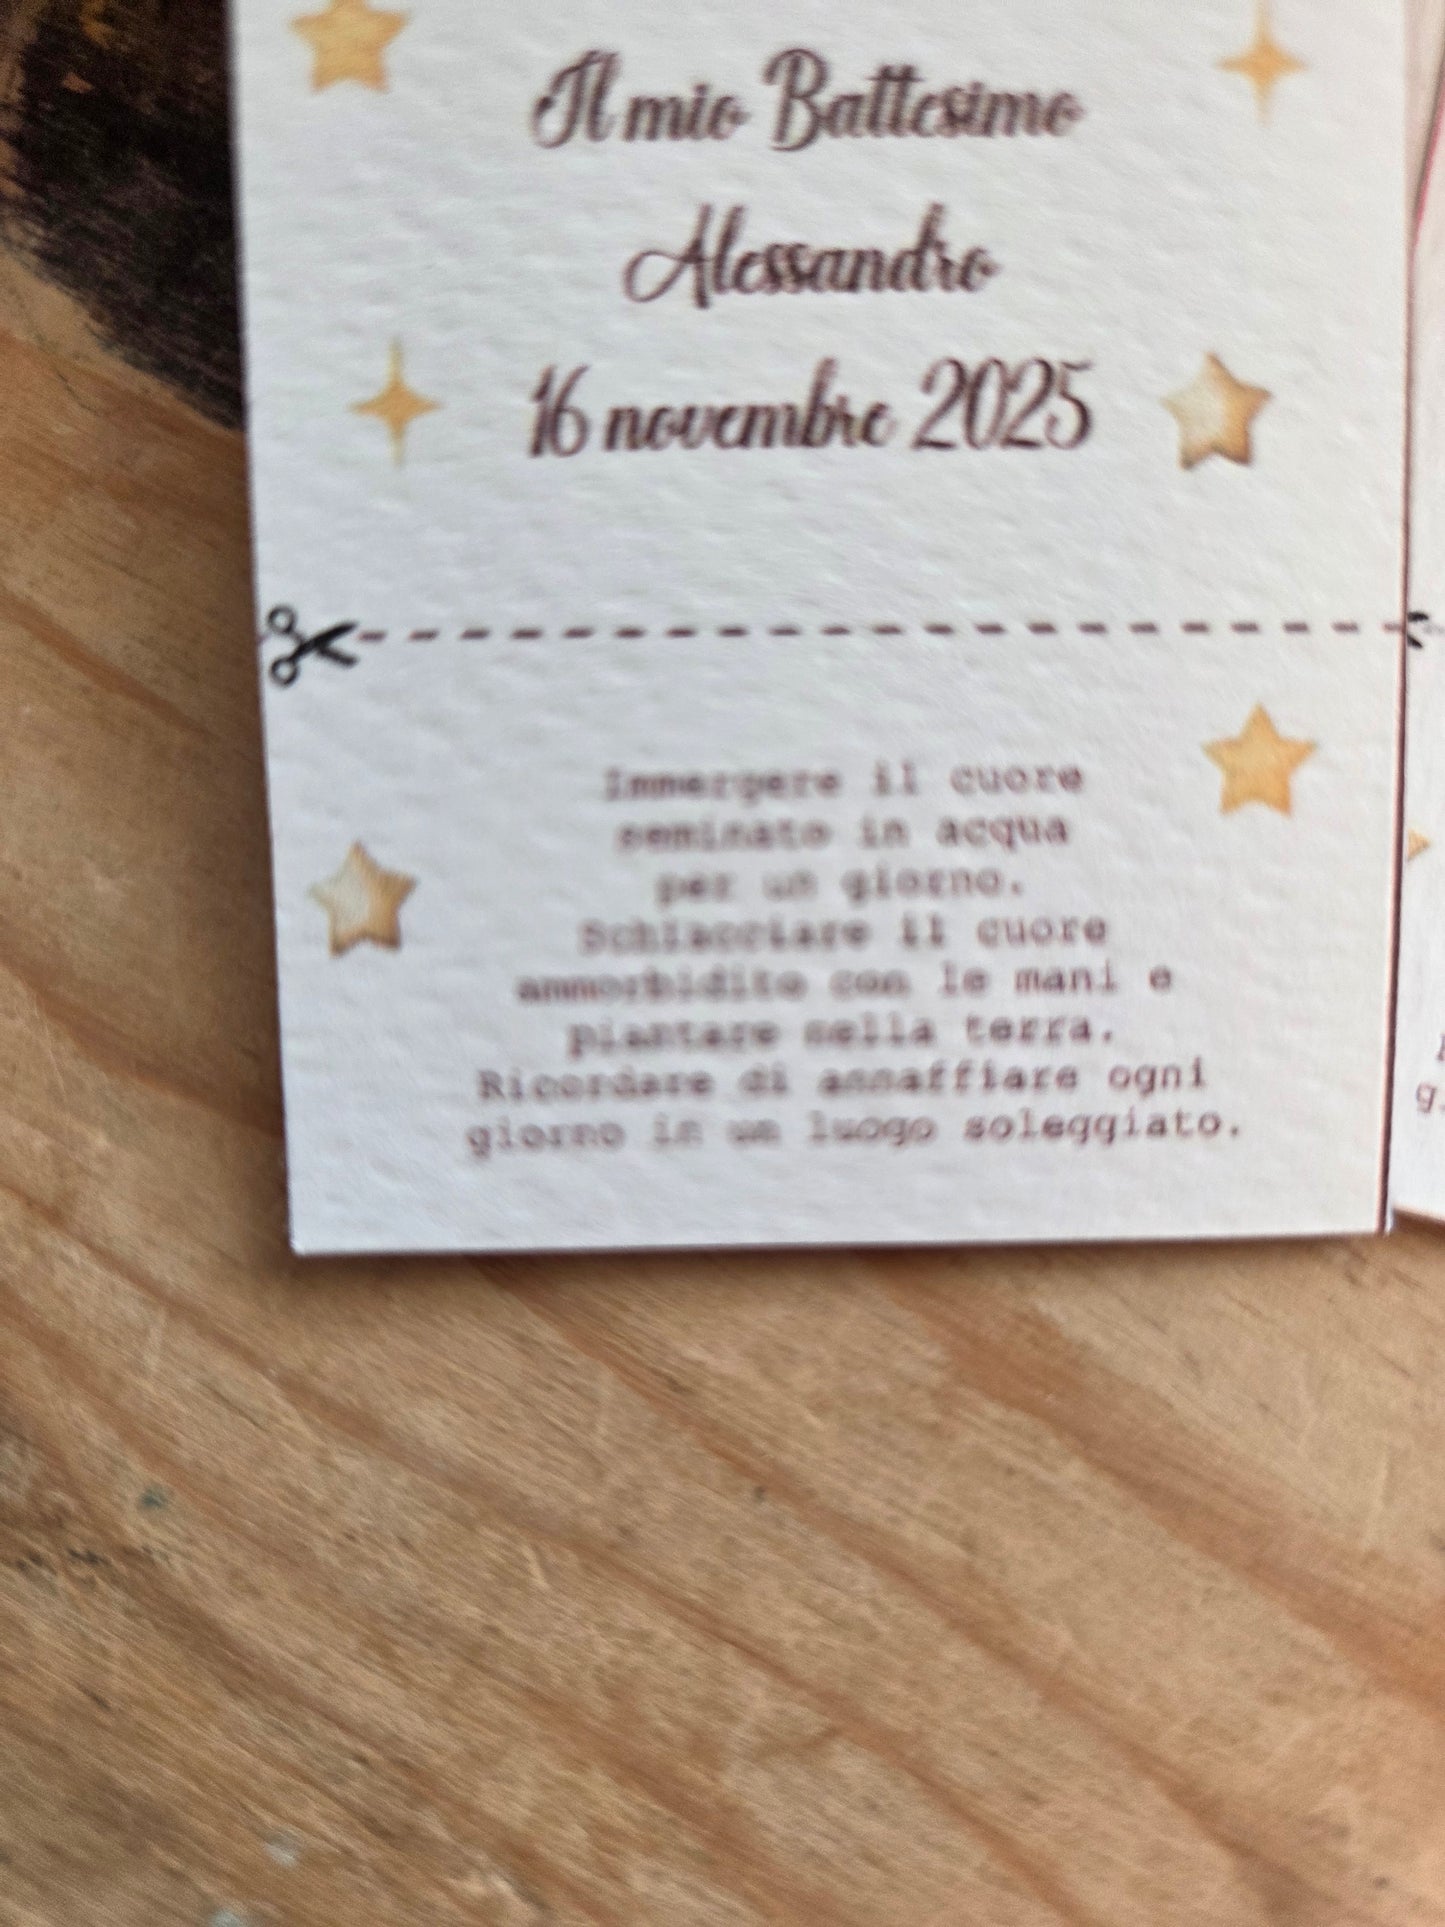 Il mio Battesimo
Alessandro
16 novembre 2025
Immergere il cuore
seminato in acqua
per un giorno.
Schiacciare il cuore
ammorbidito con le mani e
piantare nella terra.
Ricordare di annaffiare ogni
giorno in un luogo soleggiato.